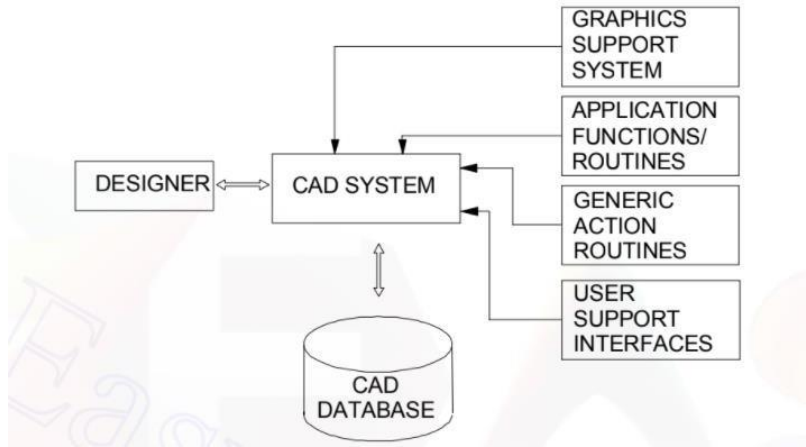 GRAPHICS
SUPPORT
SYSTEM
APPLICATION
FUNCTIONS/
ROUTINES
DESIGNER
CAD SYSTEM
GENERIC
ACTION
ROUTINES
USER
SUPPORT
INTERFACES
CAD
DATABASE